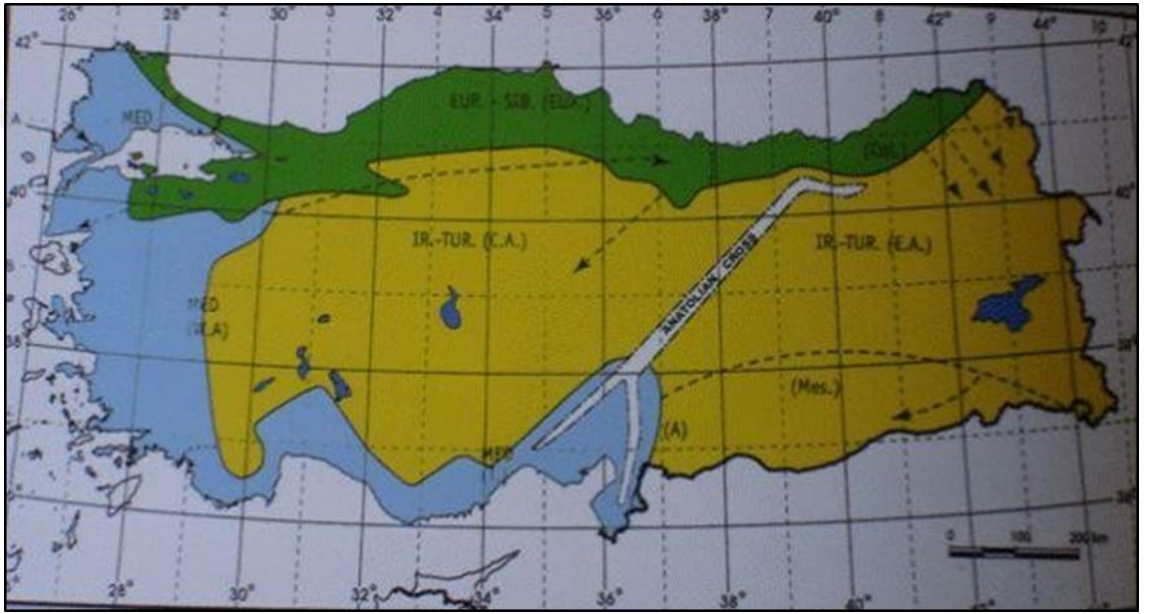 26° 28° 30° 3 32° 4 34° 5 36° 6 38° 7 40° 8 42° 9 44° 10
42°
A
MED
EUR. - SIB. (EUX.)
(Col.)
40
40°
IR.-TUR. (C.A.)
IR.-TUR. (E.A.)
ANATOLIAN CROSS
MED
(W.A)
38
38°
(Mes.)
(A)
MED
36°
0 100 200 km
28° 30° 32° 34° 36° 38° 40° 42°